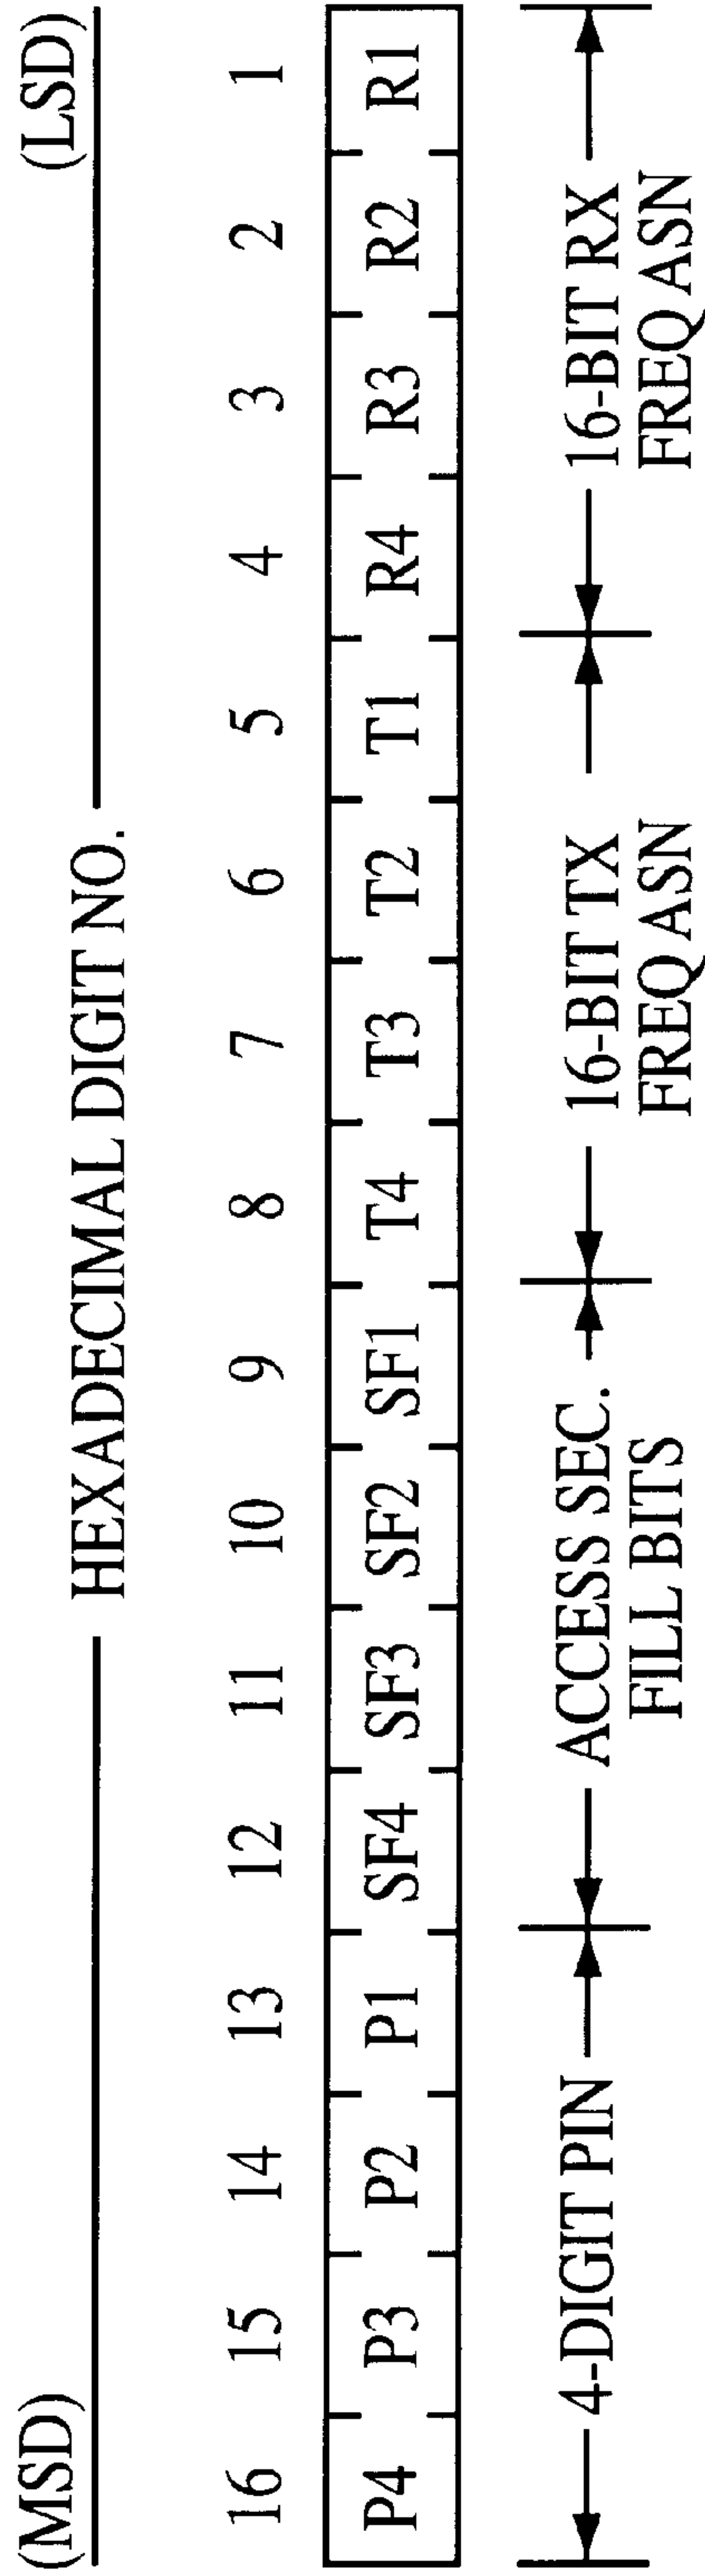 (MSD) HEXADECIMAL DIGIT NO. (LSD)
16 15 14 13 12 11 10 9 8 7 6 5 4 3 2 1
P4 P3 P2 P1 SF4 SF3 SF2 SF1 T4 T3 T2 T1 R4 R3 R2 R1
4-DIGIT PIN
ACCESS SEC.
FILL BITS
16-BIT TX
FREQ ASN
16-BIT RX
FREQ ASN